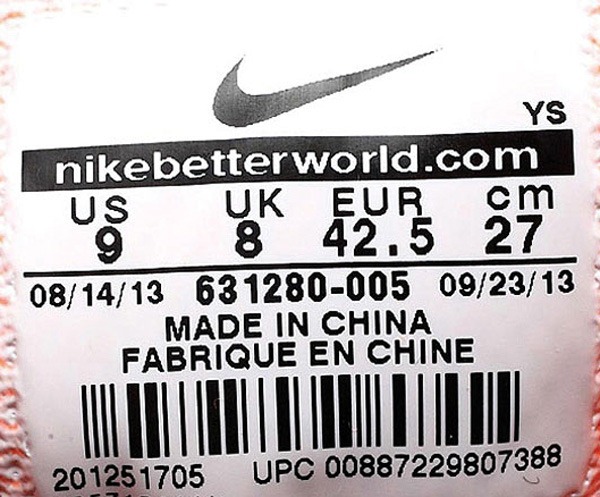 YS
nikebetterworld.com
US UK EUR cm
9 8 42.5 27
08/14/13 631280-005 09/23/13
MADE IN CHINA
FABRIQUE EN CHINE
201251705 UPC 00887229807388